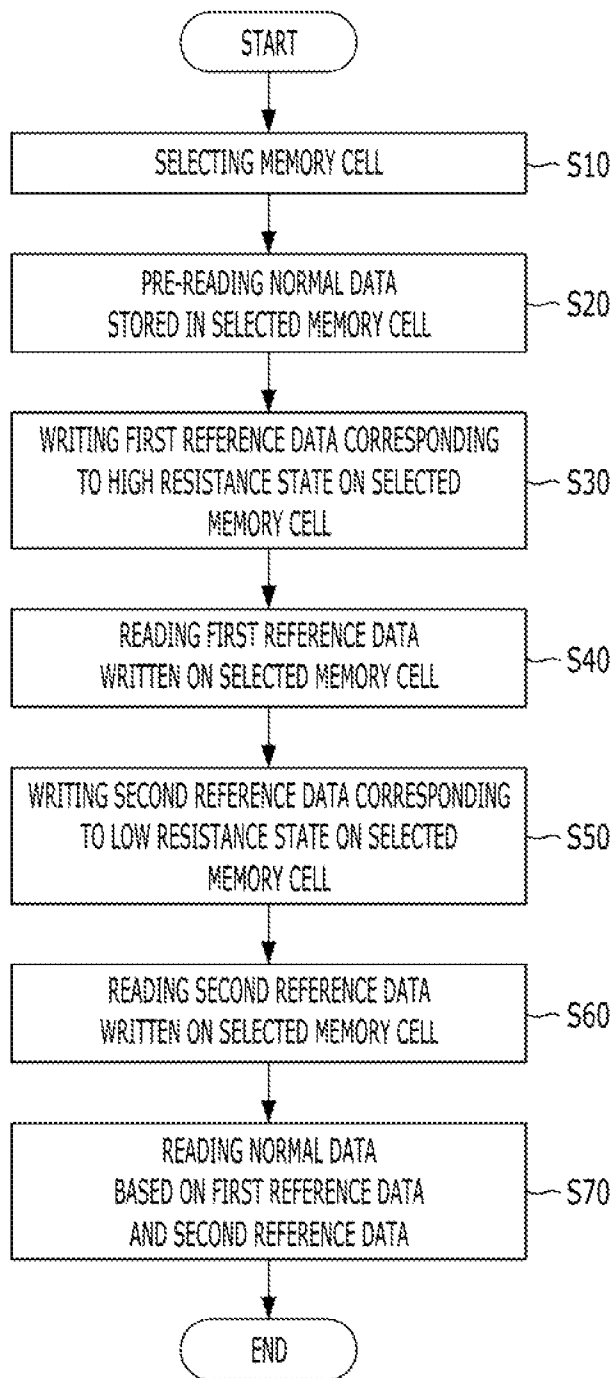 START
SELECTING MEMORY CELL
S10
PRE-READING NORMAL DATA
STORED IN SELECTED MEMORY CELL
S20
WRITING FIRST REFERENCE DATA CORRESPONDING
TO HIGH RESISTANCE STATE ON SELECTED
MEMORY CELL
S30
READING FIRST REFERENCE DATA
WRITTEN ON SELECTED MEMORY CELL
S40
WRITING SECOND REFERENCE DATA CORRESPONDING
TO LOW RESISTANCE STATE ON SELECTED
MEMORY CELL
S50
READING SECOND REFERENCE DATA
WRITTEN ON SELECTED MEMORY CELL
S60
READING NORMAL DATA
BASED ON FIRST REFERENCE DATA
AND SECOND REFERENCE DATA
S70
END